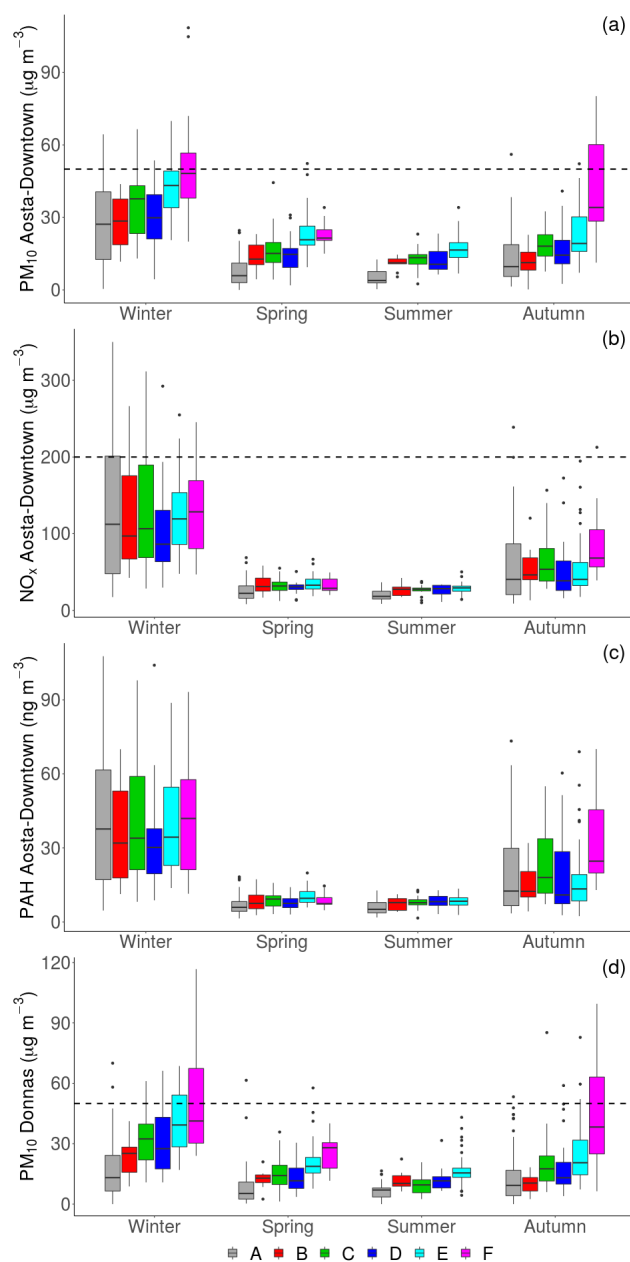 (a)
PM10 Aosta-Downtown (μg m−3)
90
60
30
0
Winter Spring Summer Autumn
(b)
NOx Aosta-Downtown (μg m−3)
300
200
100
0
Winter Spring Summer Autumn
(c)
PAH Aosta-Downtown (ng m−3)
90
60
30
0
Winter Spring Summer Autumn
(d)
PM10 Donnas (μg m−3)
120
90
60
30
0
Winter Spring Summer Autumn
A B C D E F